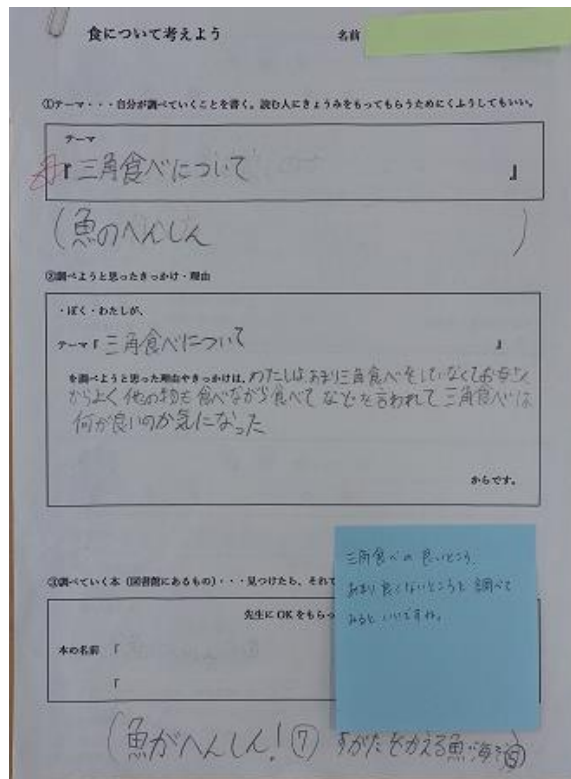 食について考えよう 名前
①テーマ・・・自分が調べていくことを書く。読む人にきょうみをもってもらうためにくふうしてもいい。
テーマ
『三角食べについて 』
(魚のへんしん )
②調べようと思ったきっかけ・理由
・ぼく・わたしが、
テーマ『三角食べについて 』
を調べようと思った理由やきっかけは、わたしはあまり三角食べをしていなくてお母さん
からよく他の物も食べながら食べてなどと言われて三角食べは
何が良いのか気になった
からです。
③調べていく本(図書館にあるもの)・・・見つけたら、それて
先生にOKをもらっ
本の名前『
『
三角食べの良いところ、
あまり良くないところを調べて
みるといいですね。
(魚がへんしん!⑦ すがたをかえる魚